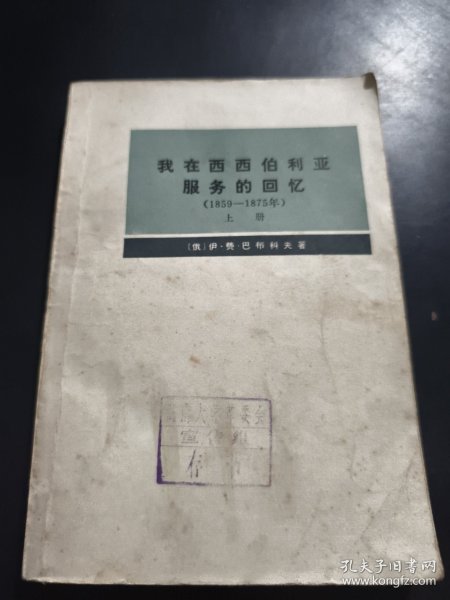 我在西西伯利亚
服务的回忆
(1859—1875年)
上册
〔俄〕伊·费·巴布科夫著
孔夫子旧书网
www.kongfz.com